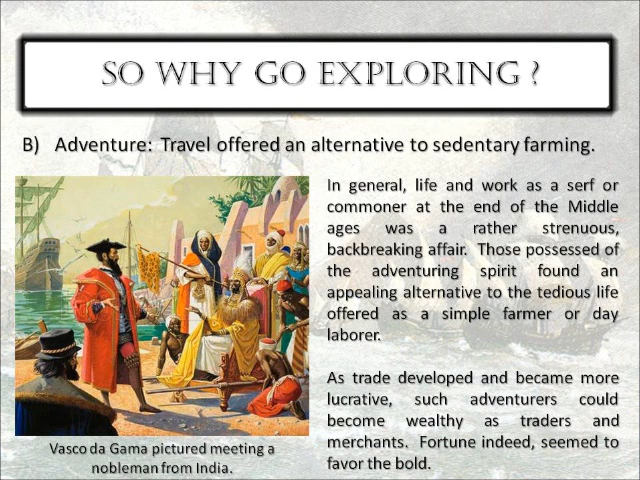 SO WHY GO EXPLORING ?
B) Adventure: Travel offered an alternative to sedentary farming.
In general, life and work as a serf or
commoner at the end of the Middle
ages was a rather strenuous,
backbreaking affair. Those possessed of
the adventuring spirit found an
appealing alternative to the tedious life
offered as a simple farmer or day
laborer.
As trade developed and became more
lucrative, such adventurers could
become wealthy as traders and
merchants. Fortune indeed, seemed to
favor the bold.
Vasco da Gama pictured meeting a
nobleman from India.